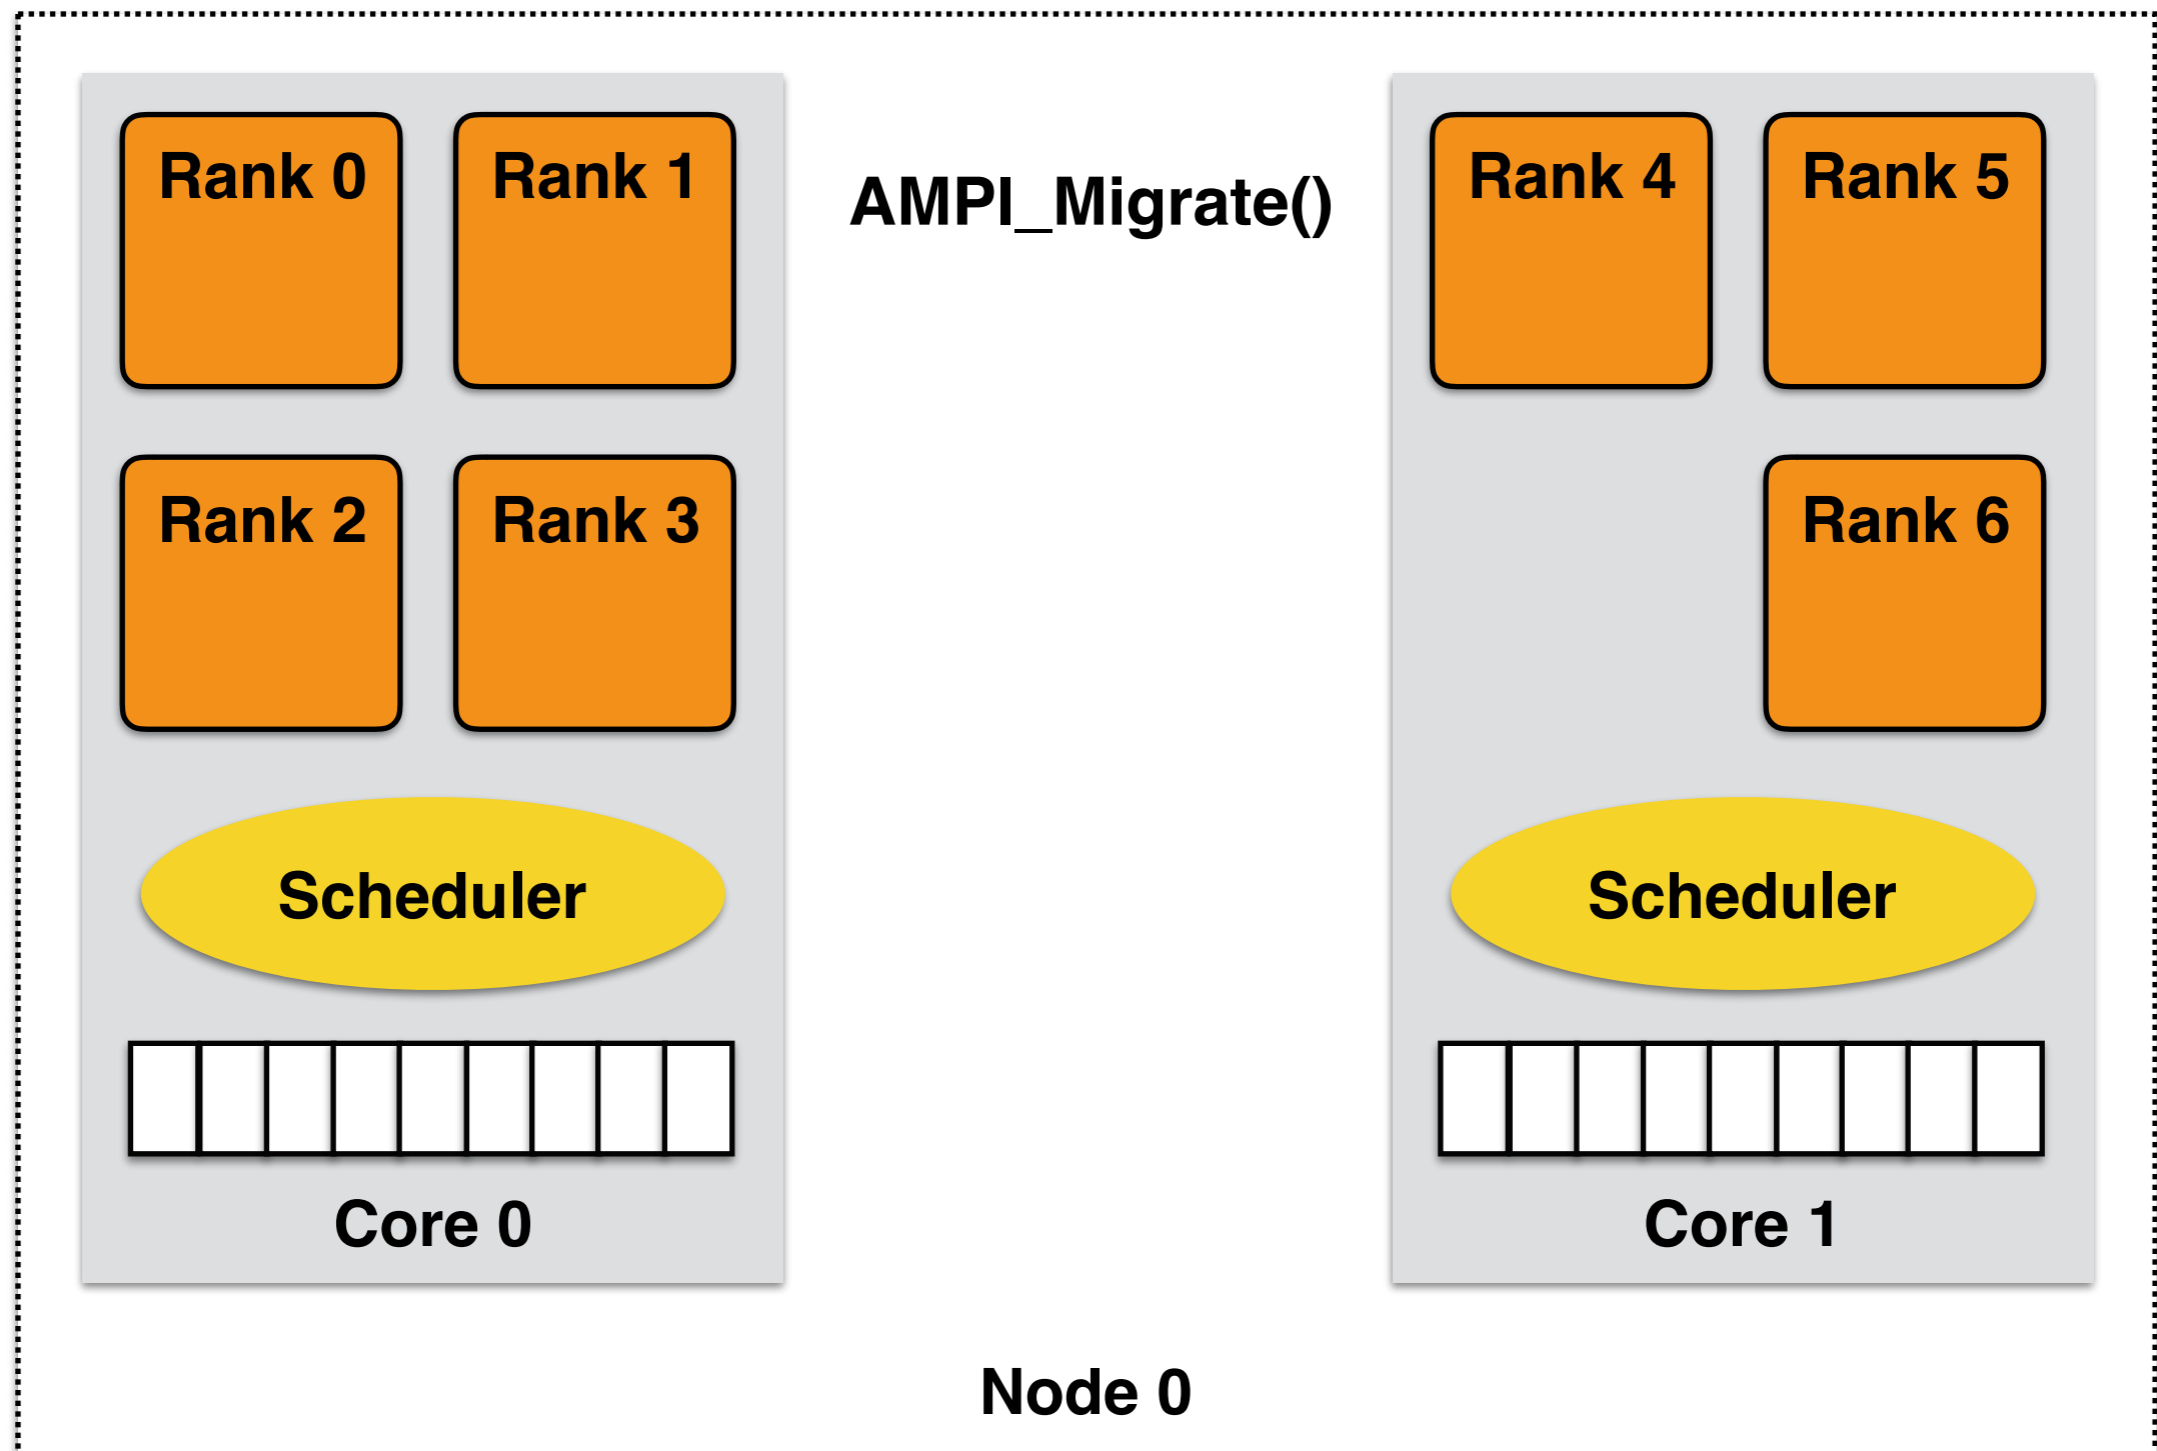 Rank 0
Rank 1
AMPI_Migrate()
Rank 4
Rank 5
Rank 2
Rank 3
Rank 6
Scheduler
Scheduler
Core 0
Core 1
Node 0